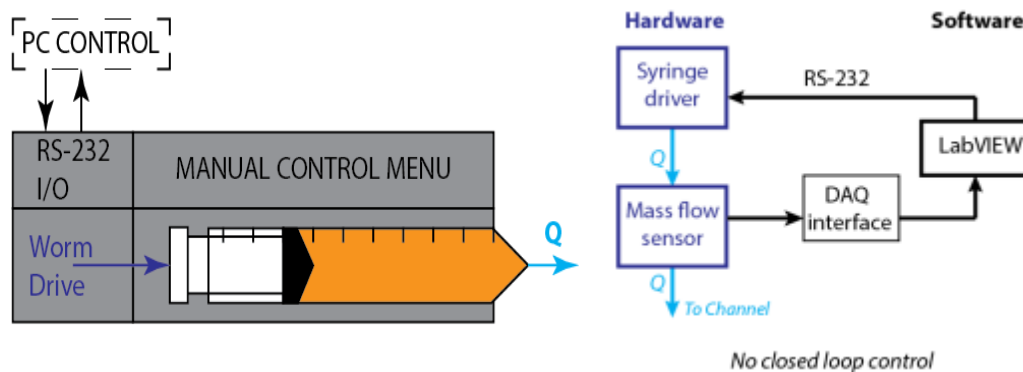 PC CONTROL
RS-232
I/O
MANUAL CONTROL MENU
Worm
Drive
Q
Hardware
Software
Syringe
driver
RS-232
LabVIEW
Q
Mass flow
sensor
DAQ
interface
Q
To Channel
No closed loop control